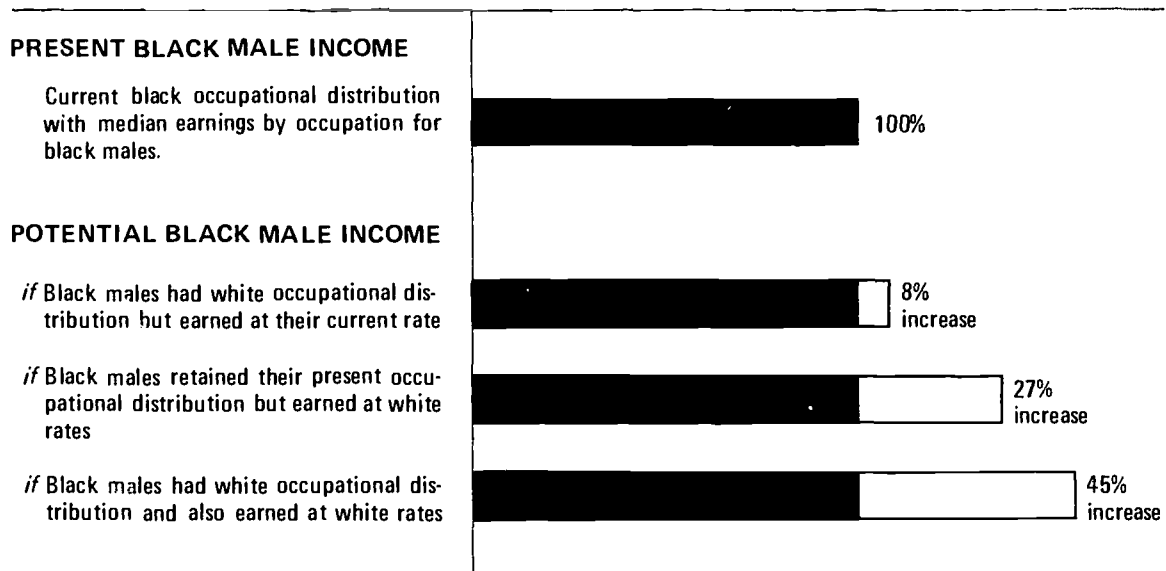 PRESENT BLACK MALE INCOME
Current black occupational distribution
with median earnings by occupation for
black males.
100%
POTENTIAL BLACK MALE INCOME
if Black males had white occupational dis-
tribution but earned at their current rate
8%
increase
if Black males retained their present occu-
pational distribution but earned at white
rates
27%
increase
if Black males had white occupational dis-
tribution and also earned at white rates
45%
increase